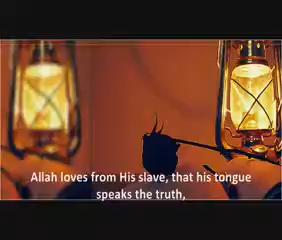 Allah loves from His slave, that his tongue
speaks the truth,